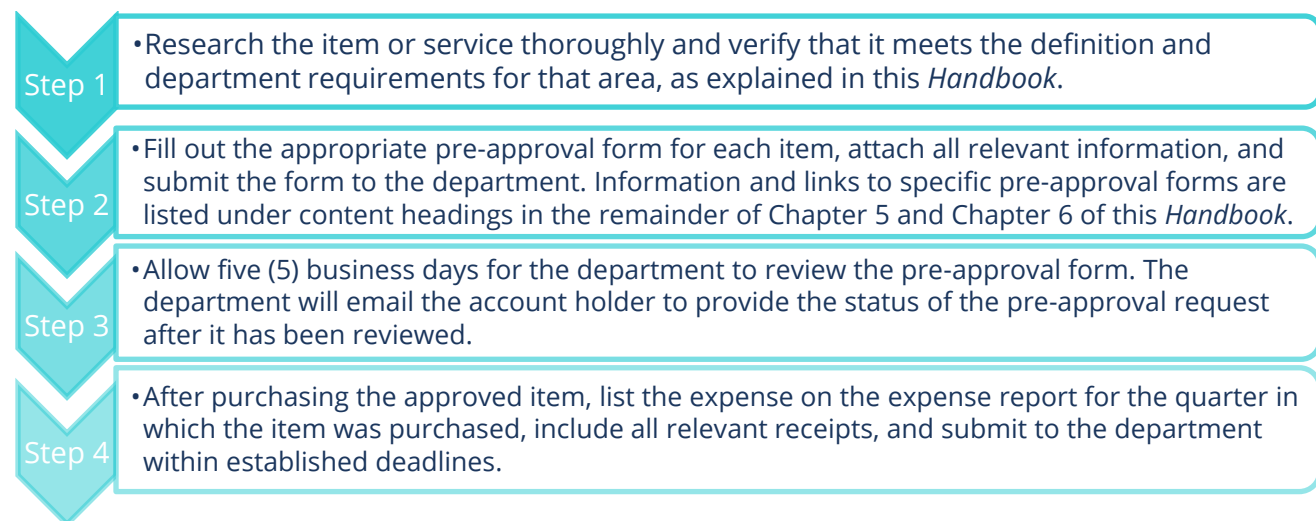 Step 1
•Research the item or service thoroughly and verify that it meets the definition and
department requirements for that area, as explained in this Handbook.
Step 2
•Fill out the appropriate pre-approval form for each item, attach all relevant information, and
submit the form to the department. Information and links to specific pre-approval forms are
listed under content headings in the remainder of Chapter 5 and Chapter 6 of this Handbook.
Step 3
•Allow five (5) business days for the department to review the pre-approval form. The
department will email the account holder to provide the status of the pre-approval request
after it has been reviewed.
Step 4
•After purchasing the approved item, list the expense on the expense report for the quarter in
which the item was purchased, include all relevant receipts, and submit to the department
within established deadlines.